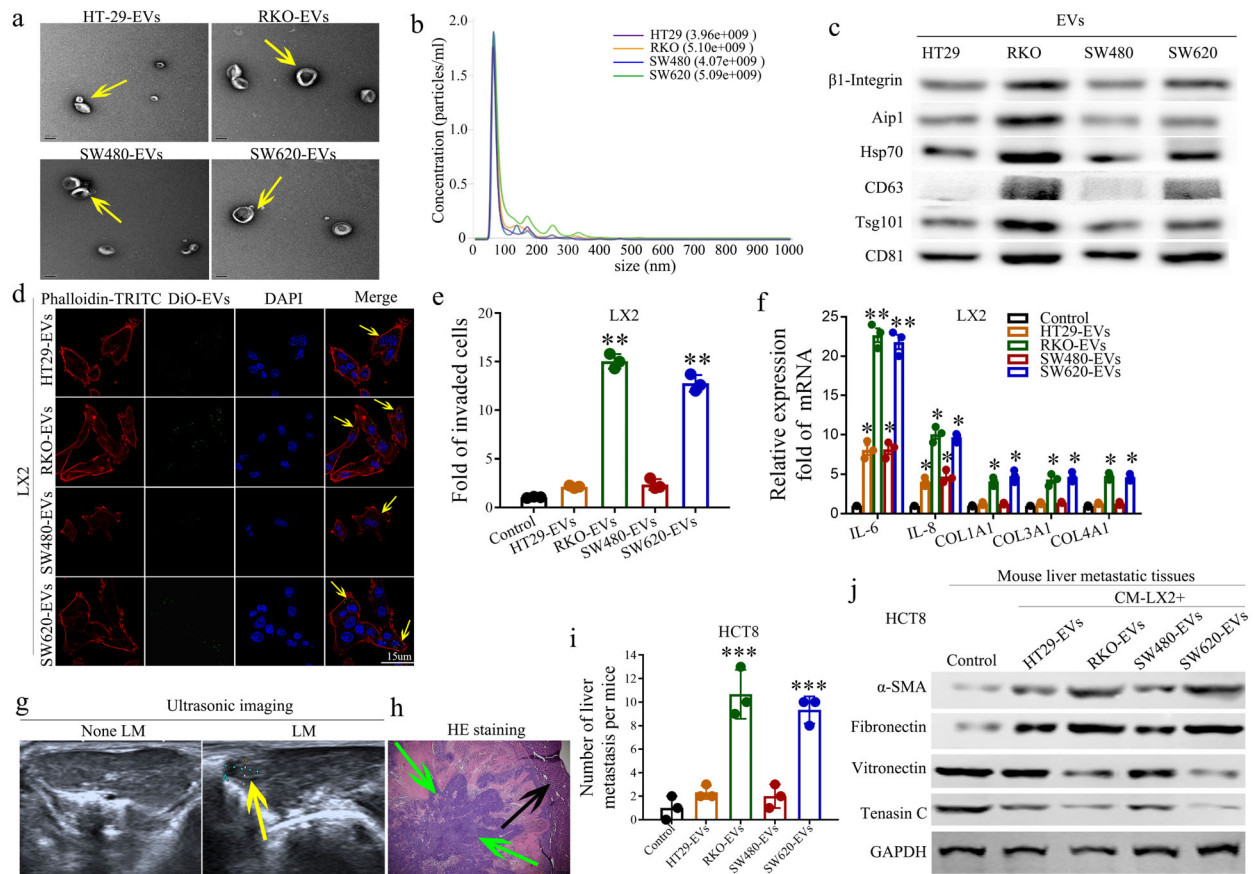 a
HT-29-EVs
RKO-EVs
SW480-EVs
SW620-EVs
b
Concentration (particles/ml)
2.0
1.5
1.0
0.5
0
0 100 200 300 400 500 600 700 800 900 1000
size (nm)
HT29 (3.96e+009 )
RKO (5.10e+009 )
SW480 (4.07e+009 )
SW620 (5.09e+009)
c
EVs
HT29 RKO SW480 SW620
β1-Integrin
Aip1
Hsp70
CD63
Tsg101
CD81
d
Phalloidin-TRITC DiO-EVs DAPI Merge
LX2
HT29-EVs
RKO-EVs
SW480-EVs
SW620-EVs
15um
e
LX2
Fold of invaded cells
20
15
10
5
0
** **
Control HT29-EVs RKO-EVs SW480-EVs SW620-EVs
f
LX2
Relative expression
fold of mRNA
25
20
15
10
5
0
Control
HT29-EVs
RKO-EVs
SW480-EVs
SW620-EVs
* ** * **
* * * *
* * * * * *
IL-6 IL-8 COL1A1 COL3A1 COL4A1
g
Ultrasonic imaging
None LM LM
h
HE staining
i
HCT8
Number of liver
metastasis per mice
14
12
10
8
6
4
2
0
*** ***
Control HT29-EVs RKO-EVs SW480-EVs SW620-EVs
j
Mouse liver metastatic tissues
CM-LX2+
HCT8
Control HT29-EVs RKO-EVs SW480-EVs SW620-EVs
α-SMA
Fibronectin
Vitronectin
Tenasin C
GAPDH